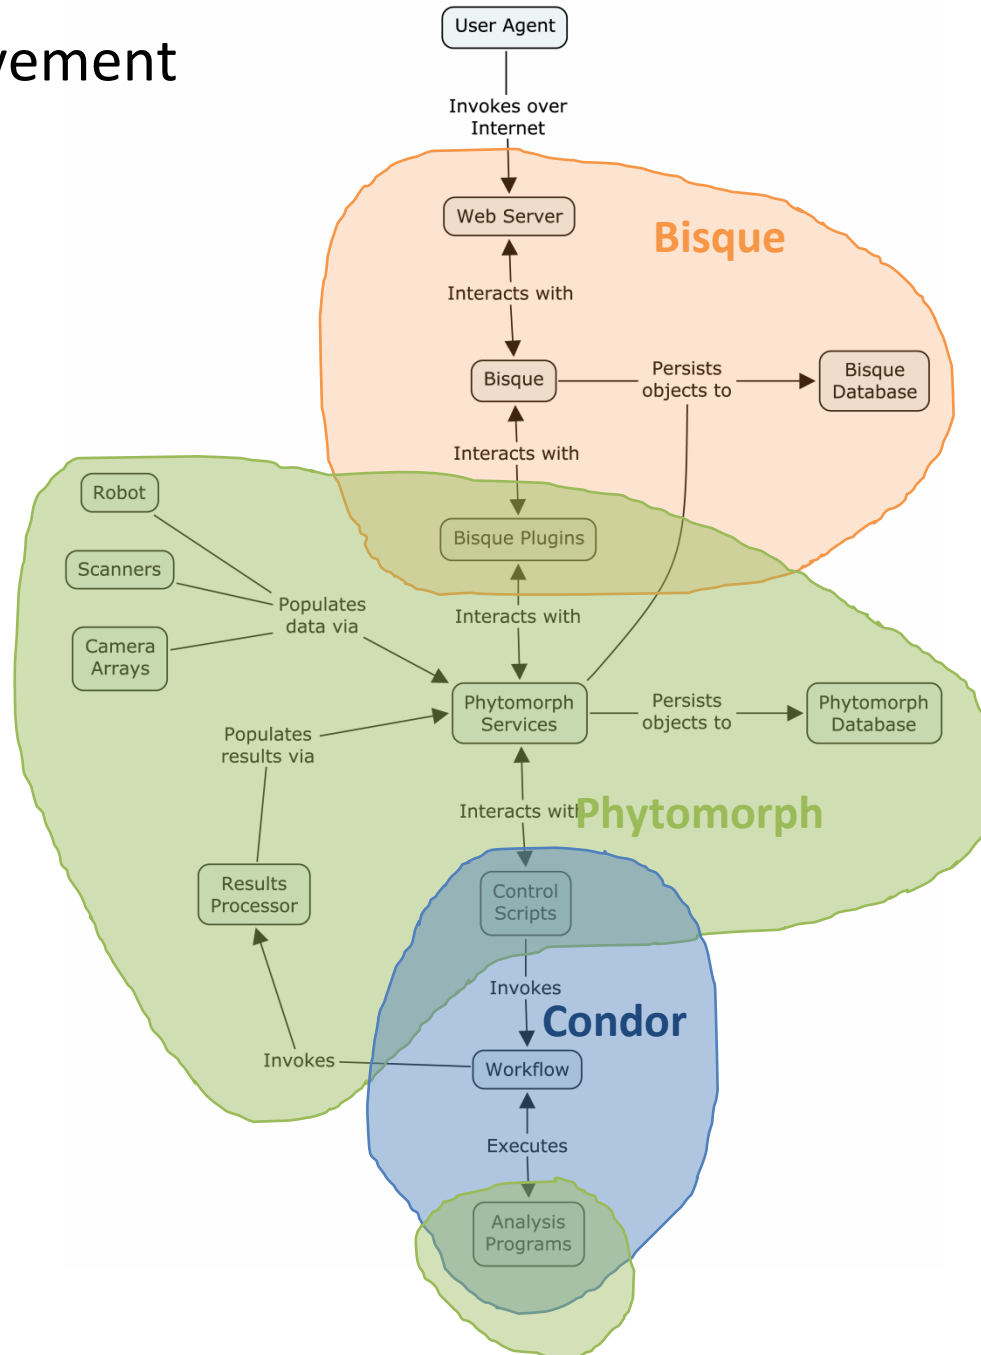 vement
User Agent
Invokes over
Internet
Web Server
Bisque
Interacts with
Bisque
Persists
objects to
Bisque
Database
Interacts with
Robot
Bisque Plugins
Scanners
Populates
data via
Interacts with
Camera
Arrays
Phytomorph
Services
Persists
objects to
Phytomorph
Database
Populates
results via
Interacts with
Phytomorph
Results
Processor
Control
Scripts
Invokes
Condor
Invokes
Workflow
Executes
Analysis
Programs